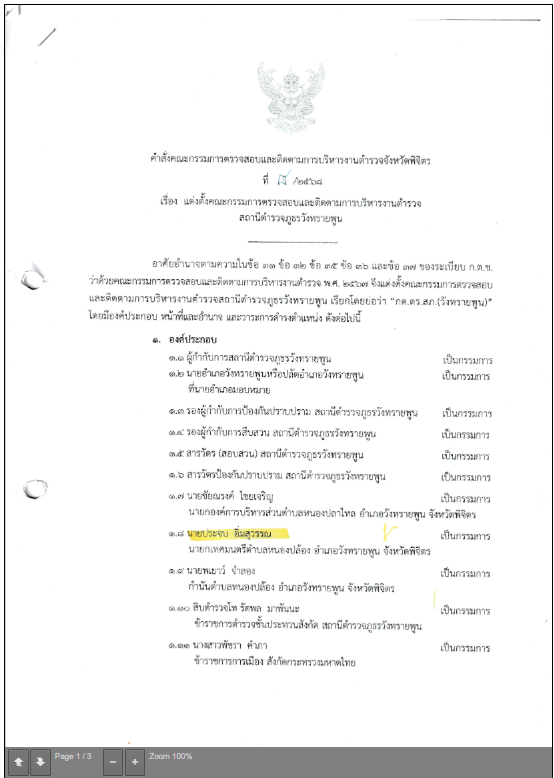 คำสั่งคณะกรรมการตรวจสอบและติดตามการบริหารงานตำรวจจังหวัดพิจิตร
ที่ ๘ /๒๕๖๘
เรื่อง แต่งตั้งคณะกรรมการตรวจสอบและติดตามการบริหารงานตำรวจ
สถานีตำรวจภูธรวังทรายพูน
อาศัยอำนาจตามความในข้อ ๓๑ ข้อ ๓๒ ข้อ ๓๕ ข้อ ๓๖ และข้อ ๓๗ ของระเบียบ ก.ต.ช.
ว่าด้วยคณะกรรมการตรวจสอบและติดตามการบริหารงานตำรวจ พ.ศ. ๒๕๖๗ จึงแต่งตั้งคณะกรรมการตรวจสอบ
และติดตามการบริหารงานตำรวจสถานีตำรวจภูธรวังทรายพูน เรียกโดยย่อว่า "กต.ตร.สภ.(วังทรายพูน)"
โดยมีองค์ประกอบ หน้าที่และอำนาจ และวาระการดำรงตำแหน่ง ดังต่อไปนี้
๑. องค์ประกอบ
๑.๑ ผู้กำกับการสถานีตำรวจภูธรวังทรายพูน เป็นกรรมการ
๑.๒ นายอำเภอวังทรายพูนหรือปลัดอำเภอวังทรายพูน เป็นกรรมการ
ที่นายอำเภอมอบหมาย
๑.๓ รองผู้กำกับการป้องกันปราบปราม สถานีตำรวจภูธรวังทรายพูน เป็นกรรมการ
๑.๔ รองผู้กำกับการสืบสวน สถานีตำรวจภูธรวังทรายพูน เป็นกรรมการ
๑.๕ สารวัตร (สอบสวน) สถานีตำรวจภูธรวังทรายพูน เป็นกรรมการ
๑.๖ สารวัตรป้องกันปราบปราม สถานีตำรวจภูธรวังทรายพูน เป็นกรรมการ
๑.๗ นายชัยณรงค์ ไชยเจริญ เป็นกรรมการ
นายกองค์การบริหารส่วนตำบลหนองปลาไหล อำเภอวังทรายพูน จังหวัดพิจิตร
๑.๘ นายประจบ อิ่มสุวรรณ เป็นกรรมการ
นายกเทศมนตรีตำบลหนองปล้อง อำเภอวังทรายพูน จังหวัดพิจิตร
๑.๙ นายพเยาว์ จำลอง เป็นกรรมการ
กำนันตำบลหนองปล้อง อำเภอวังทรายพูน จังหวัดพิจิตร
๑.๑๐ สิบตำรวจโท รัตพล มาพันนะ เป็นกรรมการ
ข้าราชการตำรวจชั้นประทวนสังกัด สถานีตำรวจภูธรวังทรายพูน
๑.๑๑ นางสาวพัชรา คำภา เป็นกรรมการ
ข้าราชการการเมือง สังกัดกระทรวงมหาดไทย
Page 1 / 3 Zoom 100%